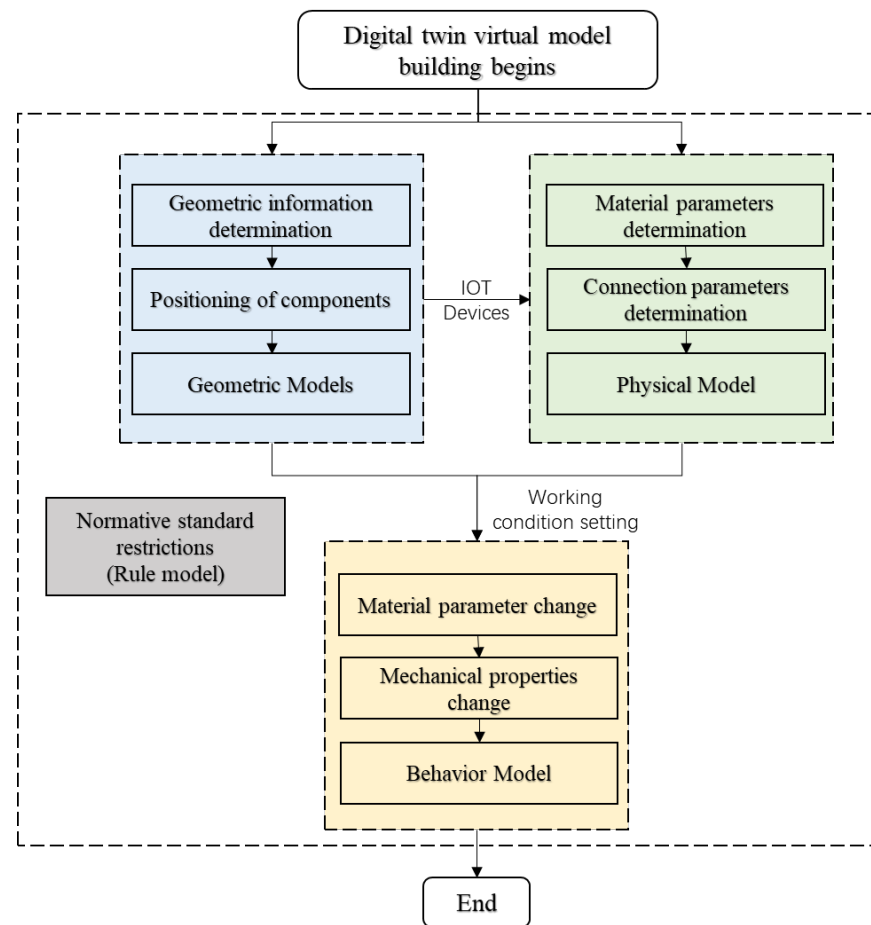 Digital twin virtual model
building begins
Geometric information
determination
Positioning of components
Geometric Models
IOT
Devices
Material parameters
determination
Connection parameters
determination
Physical Model
Working
condition setting
Normative standard
restrictions
(Rule model)
Material parameter change
Mechanical properties
change
Behavior Model
End